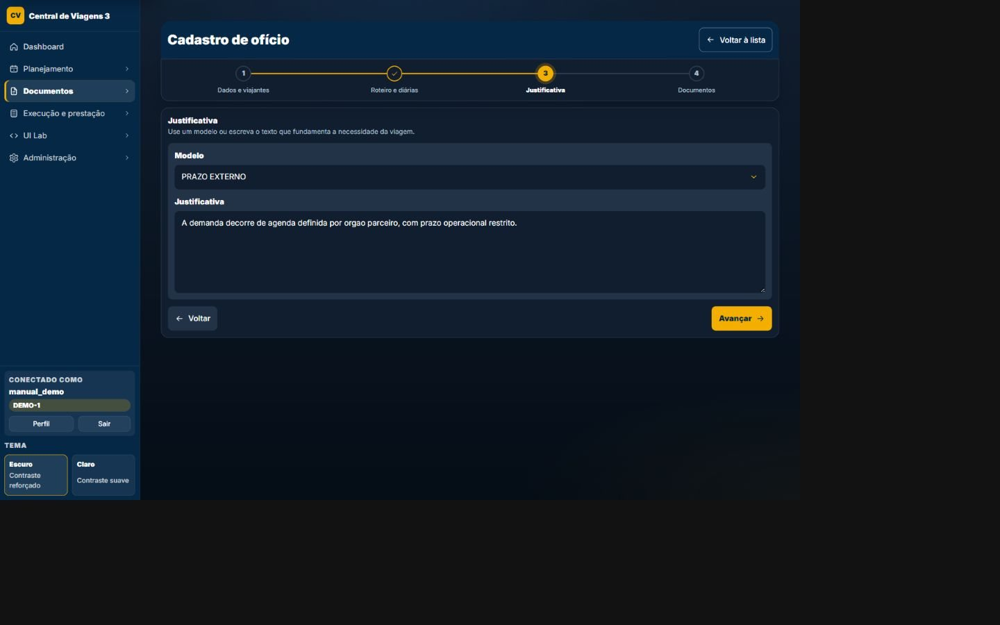 CV Central de Viagens 3
Dashboard
Planejamento
Documentos
Execução e prestação
UI Lab
Administração
CONECTADO COMO
manual_demo
DEMO-1
Perfil Sair
TEMA
Escuro
Contraste
reforçado
Claro
Contraste suave
Cadastro de ofício
← Voltar à lista
1 3 4
Dados e viajantes Roteiro e diárias Justificativa Documentos
Justificativa
Use um modelo ou escreva o texto que fundamenta a necessidade da viagem.
Modelo
PRAZO EXTERNO
Justificativa
A demanda decorre de agenda definida por orgao parceiro, com prazo operacional restrito.
← Voltar
Avançar →